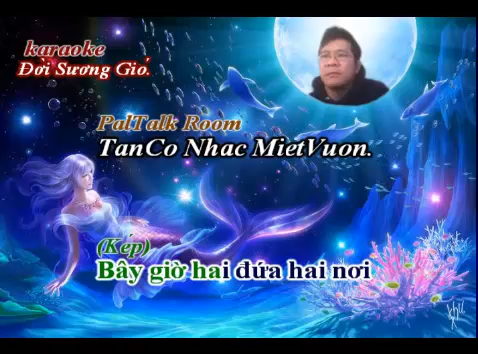 karaoke
Đời Sương Gió.
PalTalk Room
TanCo Nhac MietVuon.
(Kép)
Bây giờ hai đứa hai nơi